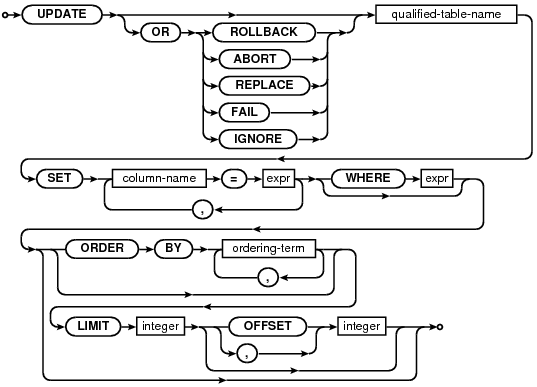 UPDATE OR ROLLBACK qualified-table-name
ABORT
REPLACE
FAIL
IGNORE
SET column-name = expr WHERE expr
,
ORDER BY ordering-term
,
LIMIT integer OFFSET integer
,